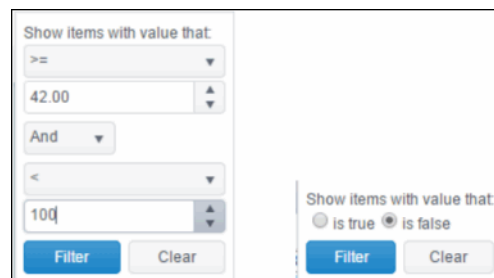 Show items with value that:
>=
42.00
And
<
100
Filter Clear
Show items with value that:
is true is false
Filter Clear